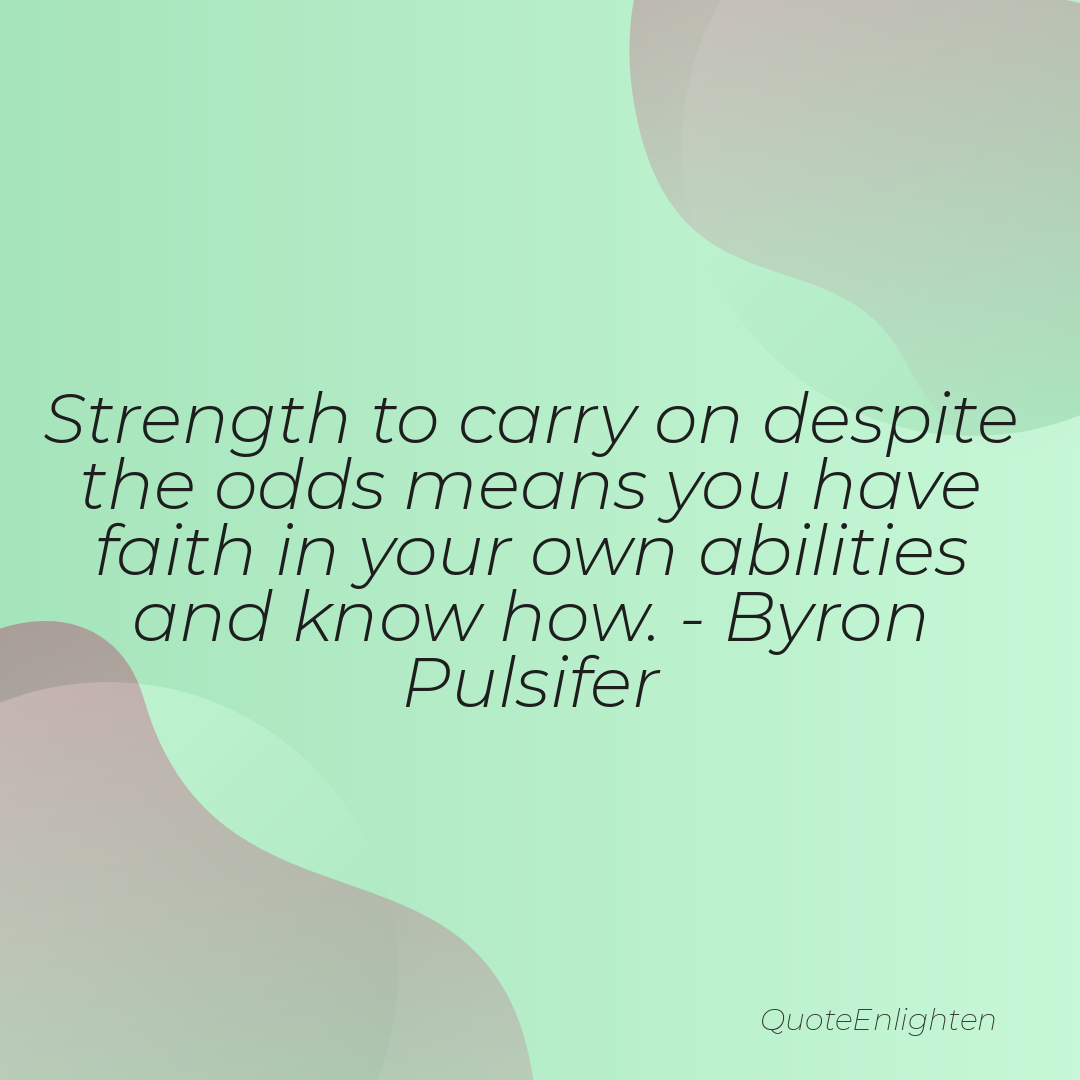 Strength to carry on despite
the odds means you have
faith in your own abilities
and know how. - Byron
Pulsifer
QuoteEnlighten